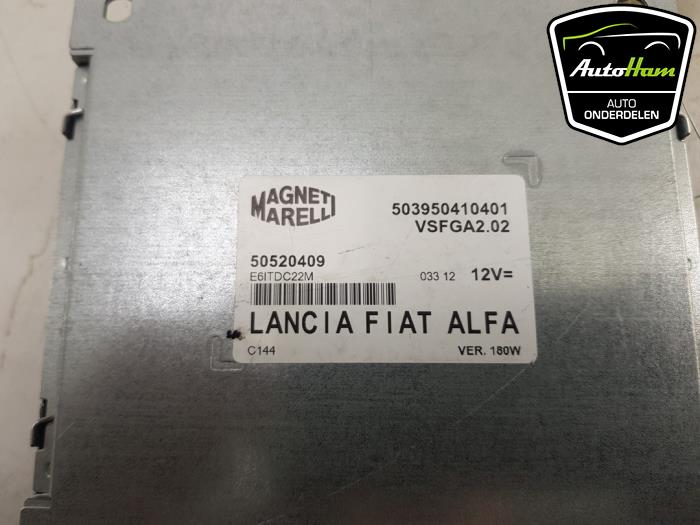 AutoHam
AUTO
ONDERDELEN
MAGNETI
MARELLI
503950410401
VSFGA2.02
50520409
E6ITDC22M
033 12 12V=
LANCIA FIAT ALFA
C144 VER. 180W